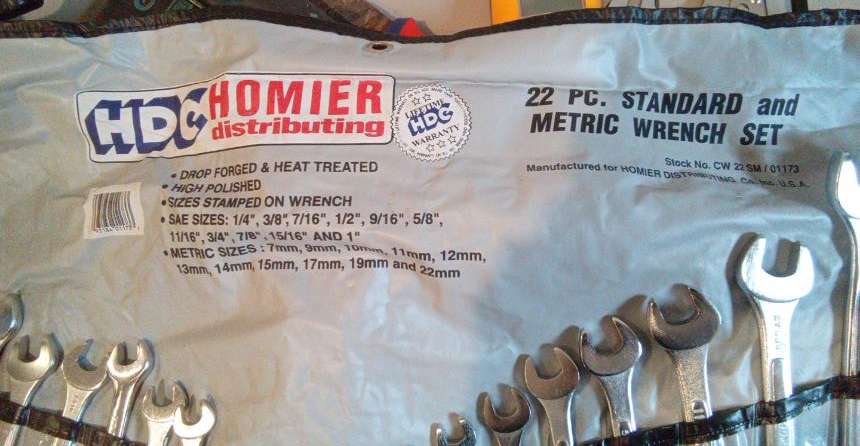 HDC HOMIER
distributing
LIFETIME
HDC
WARRANTY
22 PC. STANDARD and
METRIC WRENCH SET
Stock No. CW 22SM / 01173
Manufactured for HOMIER DISTRIBUTING Co. Inc. U.S.A.
• DROP FORGED & HEAT TREATED
• HIGH POLISHED
• SIZES STAMPED ON WRENCH
• SAE SIZES: 1/4", 3/8", 7/16", 1/2", 9/16", 5/8",
11/16", 3/4", 7/8", 15/16" AND 1"
• METRIC SIZES : 7mm, 9mm, 10mm, 11mm, 12mm,
13mm, 14mm, 15mm, 17mm, 19mm and 22mm